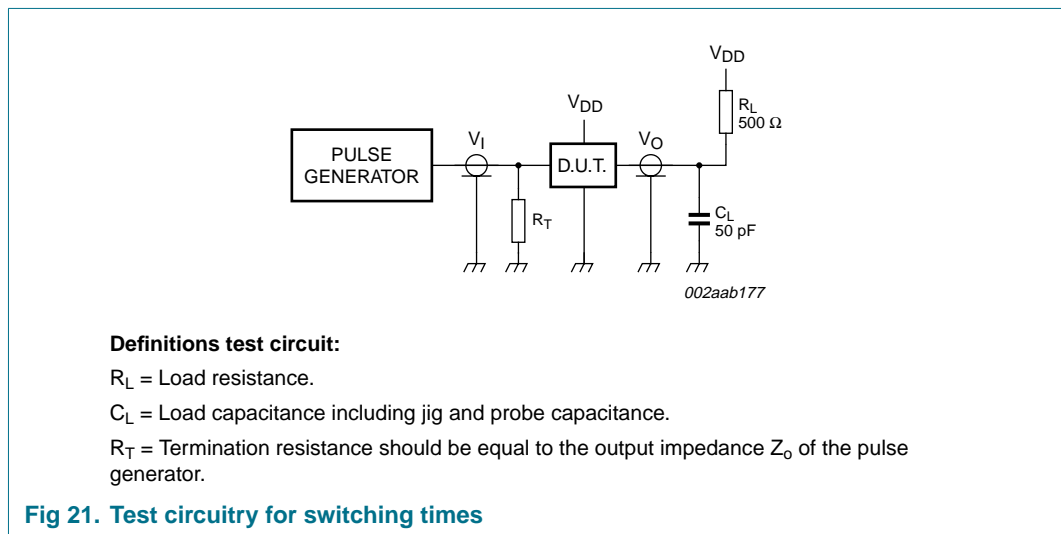 VDD
RL
500 Ω
VDD
VI
VO
PULSE
GENERATOR
D.U.T.
RT
CL
50 pF
002aab177
Definitions test circuit:
RL = Load resistance.
CL = Load capacitance including jig and probe capacitance.
RT = Termination resistance should be equal to the output impedance Zo of the pulse
generator.
Fig 21. Test circuitry for switching times